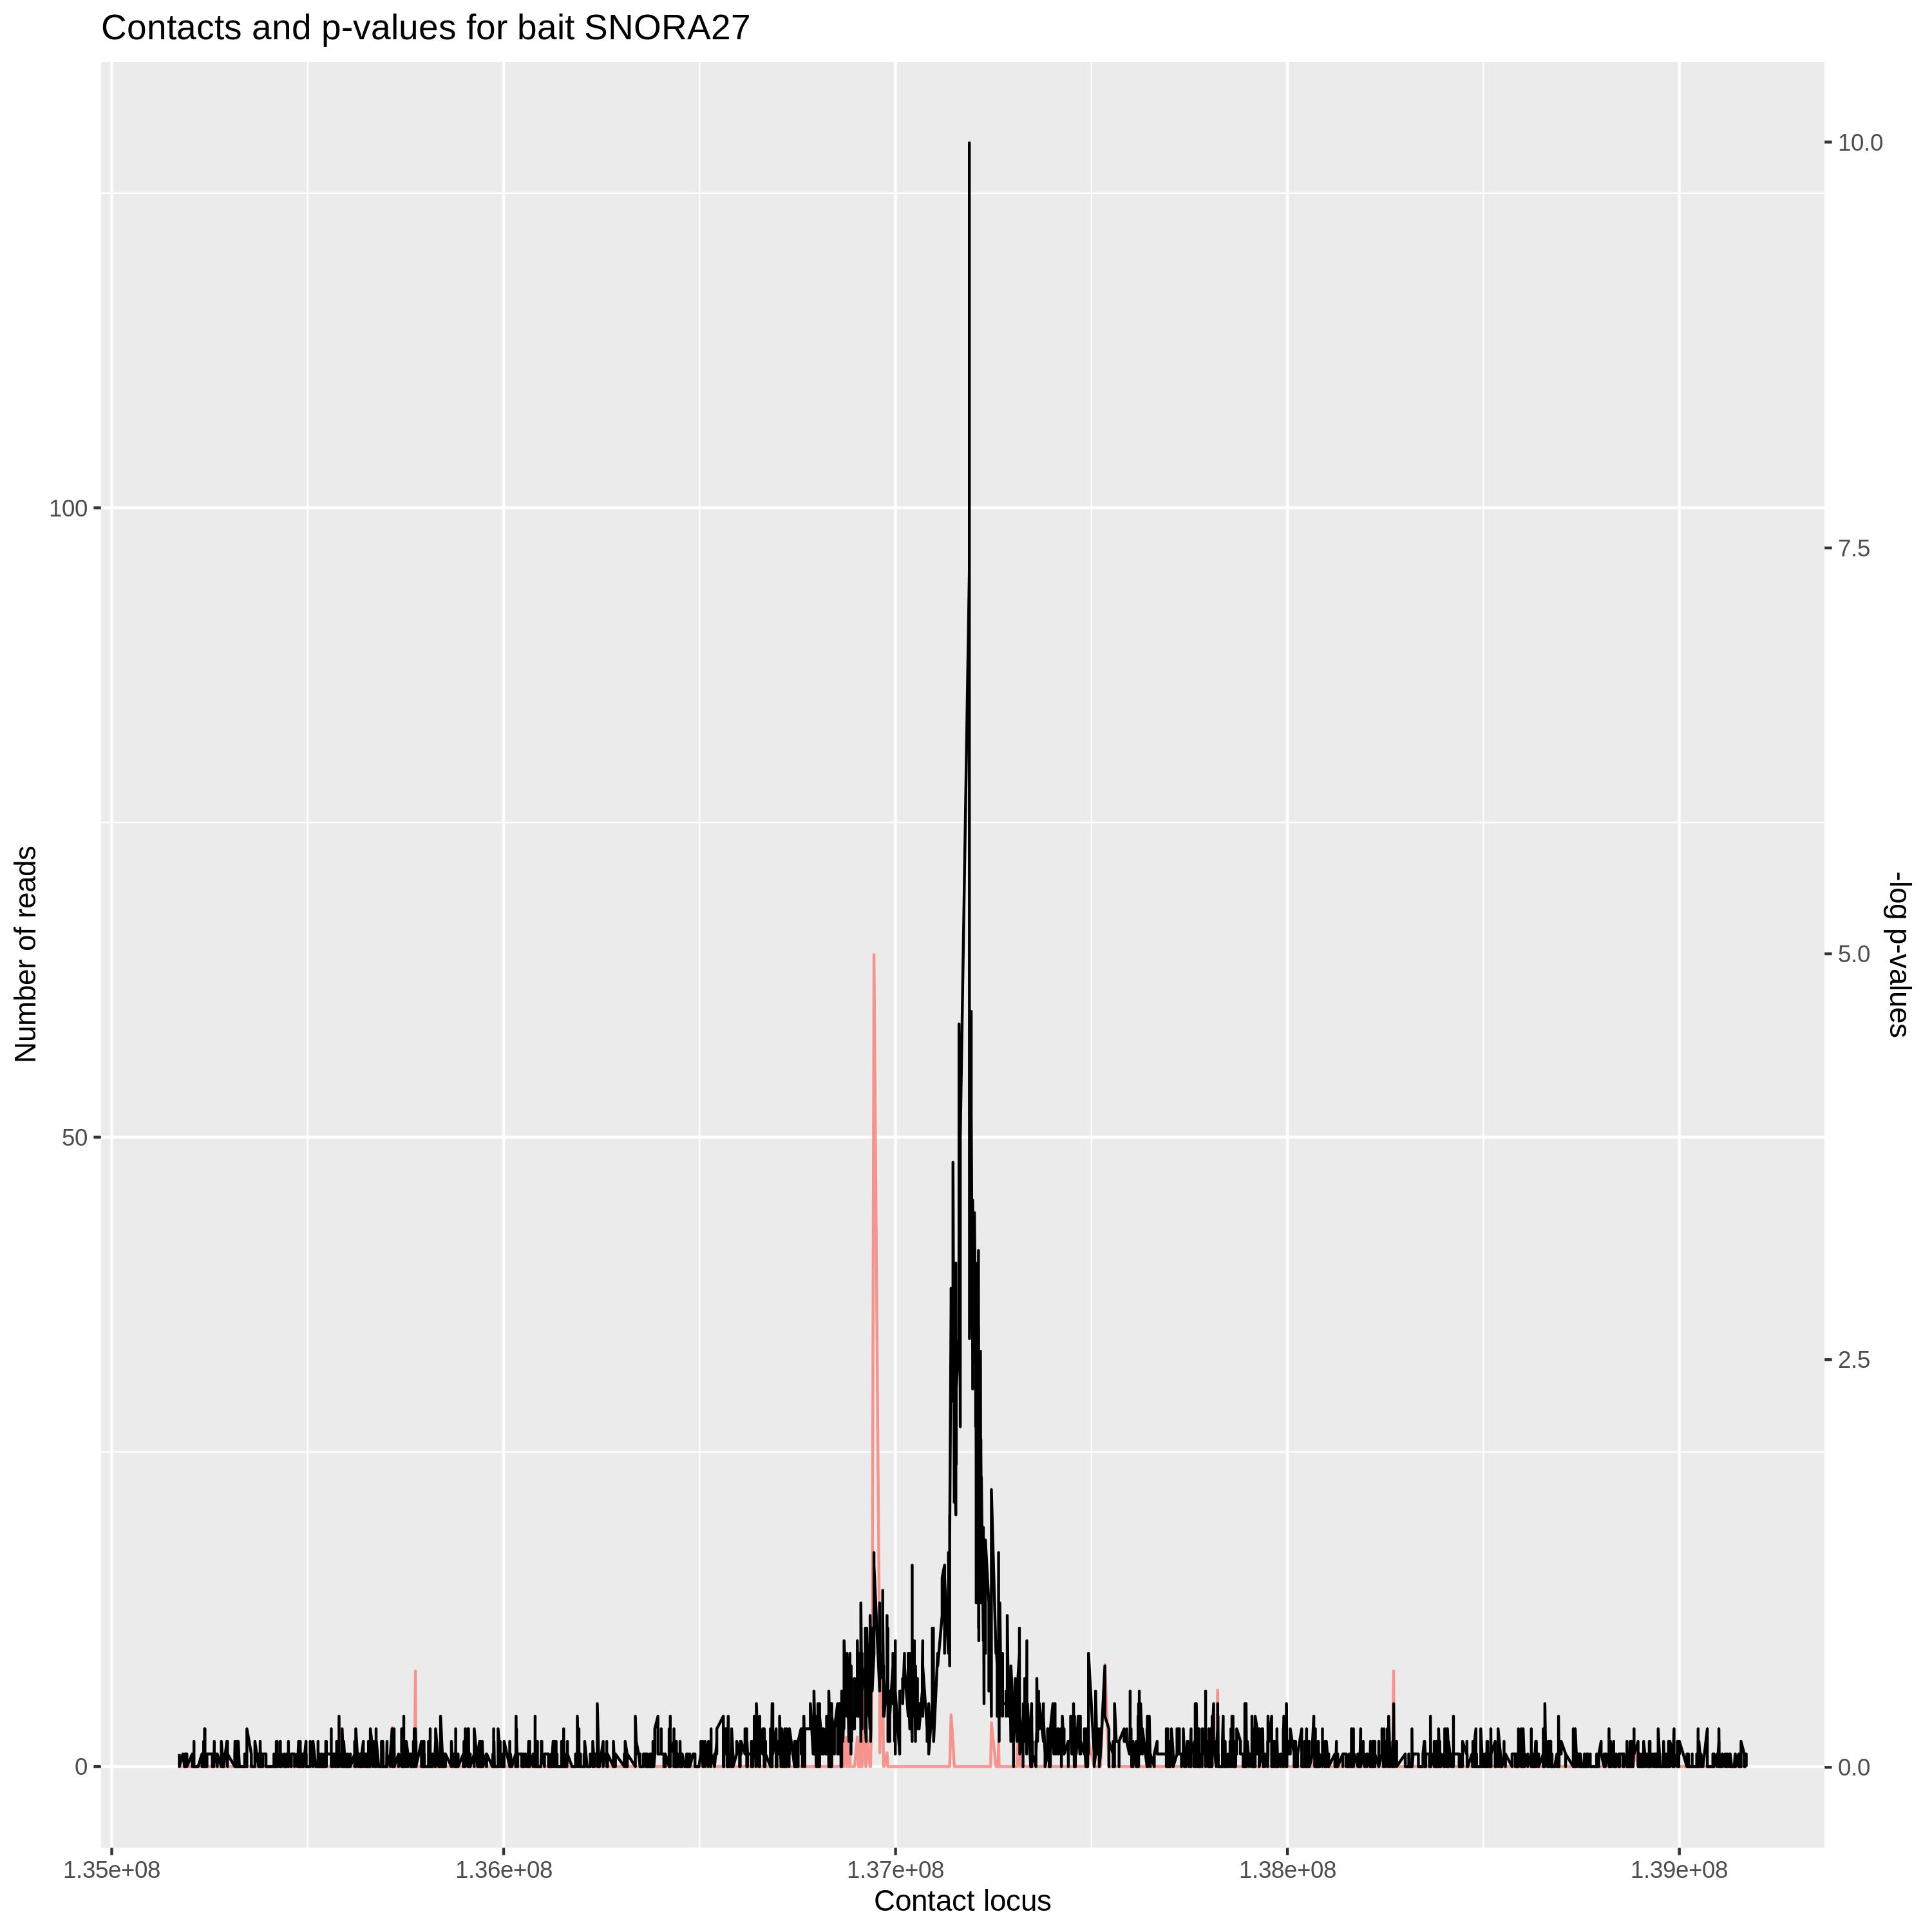 Contacts and p-values for bait SNORA27
10.0
100
7.5
Number of reads
-log p-values
5.0
50
2.5
0
0.0
1.35e+08
1.36e+08
1.37e+08
1.38e+08
1.39e+08
Contact locus